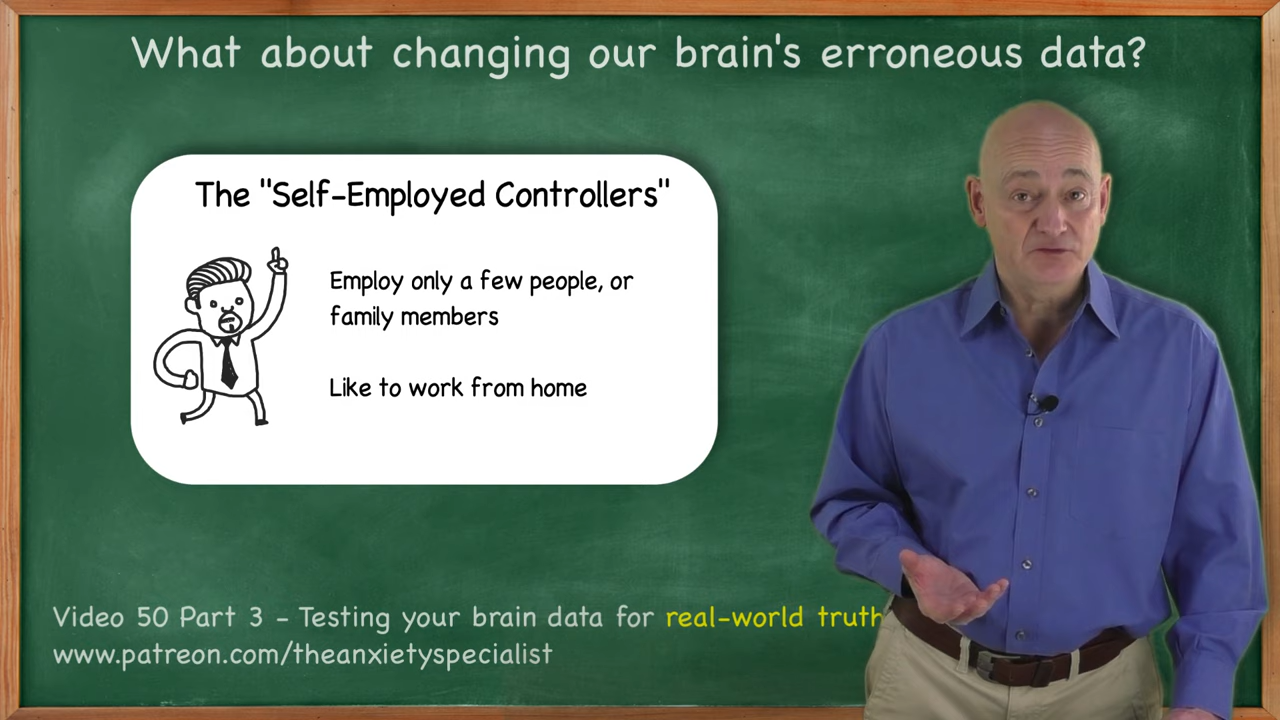 What about changing our brain's erroneous data?
The "Self-Employed Controllers"
Employ only a few people, or
family members
Like to work from home
Video 50 Part 3 - Testing your brain data for real-world truth
www.patreon.com/theanxietyspecialist